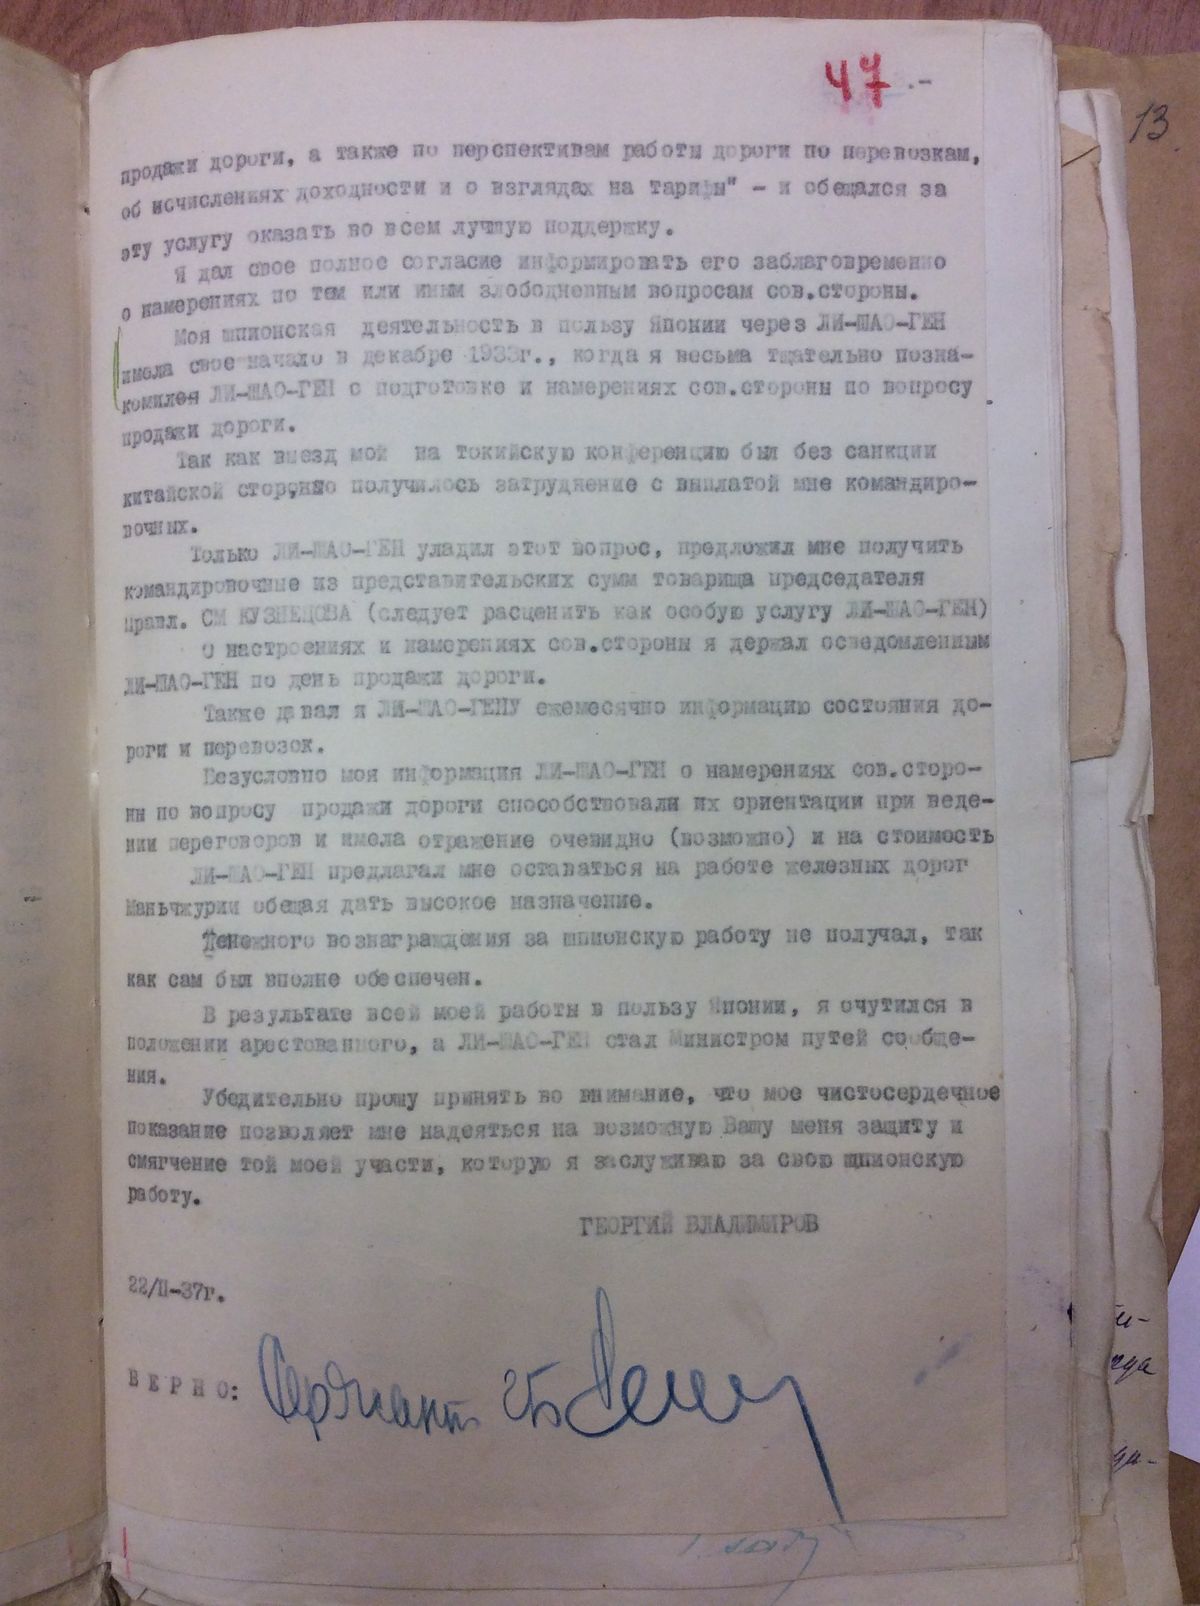 47 .-
13
продажи дороги, а также по перспективам работы дороги по перевозкам,
об исчислениях доходности и о взглядах на тарифы" - и обещался за
эту услугу оказать во всем лучшую поддержку.
Я дал свое полное согласие информировать его заблаговременно
о намерениях по тем или иным злободневным вопросам сов.стороны.
Моя шпионская деятельность в пользу Японии через ЛИ-ШАО-ГЕН
имела свое начало в декабре 1933г., когда я весьма тщательно позна-
комился ЛИ-ШАО-ГЕН с подготовке и намерениях сов.стороны по вопросу
продажи дороги.
Так как выезд мой на токийскую конференцию был без санкции
китайской стороны, то получилось затруднение с выплатой мне командиро-
вочных.
Только ЛИ-ШАО-ГЕН уладил этот вопрос, предложил мне получить
командировочные из представительских сумм товарища председателя
Правл. СМ КУЗНЕЦОВА (следует расценить как особую услугу ЛИ-ШАО-ГЕН)
О настроениях и намерениях сов.стороны я держал осведомленным
ЛИ-ШАО-ГЕН по день продажи дороги.
Также давал я ЛИ-ШАО-ГЕНУ ежемесячно информацию состояния до-
роги и перевозок.
Безусловно моя информация ЛИ-ШАО-ГЕН о намерениях сов.сторо-
ны по вопросу продажи дороги способствовали их ориентации при веде-
нии переговоров и имела отражение очевидно (возможно) и на стоимость
ЛИ-ШАО-ГЕН предлагал мне оставаться на работе железных дорог
Маньчжурии обещая дать высокое назначение.
Денежного вознаграждения за шпионскую работу не получал, так
как сам был вполне обеспечен.
В результате всей моей работы в пользу Японии, я очутился в
положении арестованного, а ЛИ-ШАО-ГЕН стал Министром путей сообще-
ния.
Убедительно прошу принять во внимание, что мое чистосердечное
показание позволяет мне надеяться на возможную Вашу меня защиту и
смягчение той моей участи, которую я заслуживаю за свою шпионскую
работу.
ГЕОРГИЙ ВЛАДИМИРОВ
22/II-37г.
ВЕРНО: Сержант ГБ